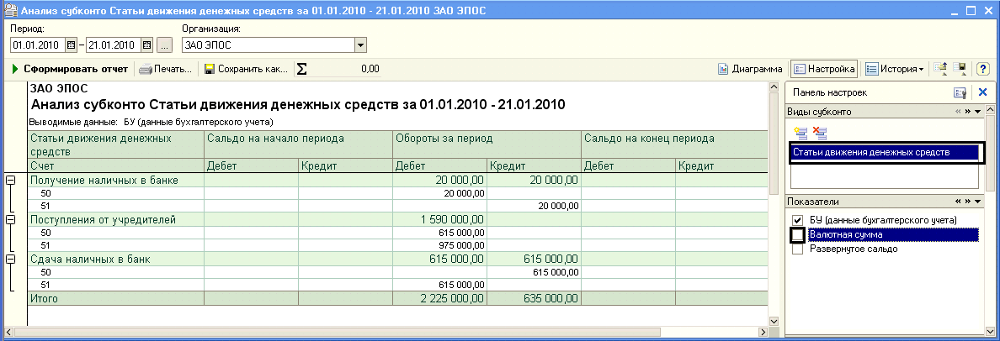 Анализ субконто Статьи движения денежных средств за 01.01.2010 - 21.01.2010 ЗАО ЭПОС
Период: Организация:
01.01.2010 – 21.01.2010 ... ЗАО ЭПОС
Сформировать отчет Печать... Сохранить как... Σ 0,00 Диаграмма Настройка История ?
ЗАО ЭПОС
Анализ субконто Статьи движения денежных средств за 01.01.2010 - 21.01.2010
Выводимые данные: БУ (данные бухгалтерского учета)
Статьи движения денежных средств Сальдо на начало периода Обороты за период Сальдо на конец периода
Счет Дебет Кредит Дебет Кредит Дебет Кредит
Получение наличных в банке 20 000,00 20 000,00
50 20 000,00
51 20 000,00
Поступления от учредителей 1 590 000,00
50 615 000,00
51 975 000,00
Сдача наличных в банк 615 000,00 615 000,00
50 615 000,00
51 615 000,00
Итого 2 225 000,00 635 000,00
Панель настроек
Виды субконто
Статьи движения денежных средств
Показатели
БУ (данные бухгалтерского учета)
Валютная сумма
Развернутое сальдо